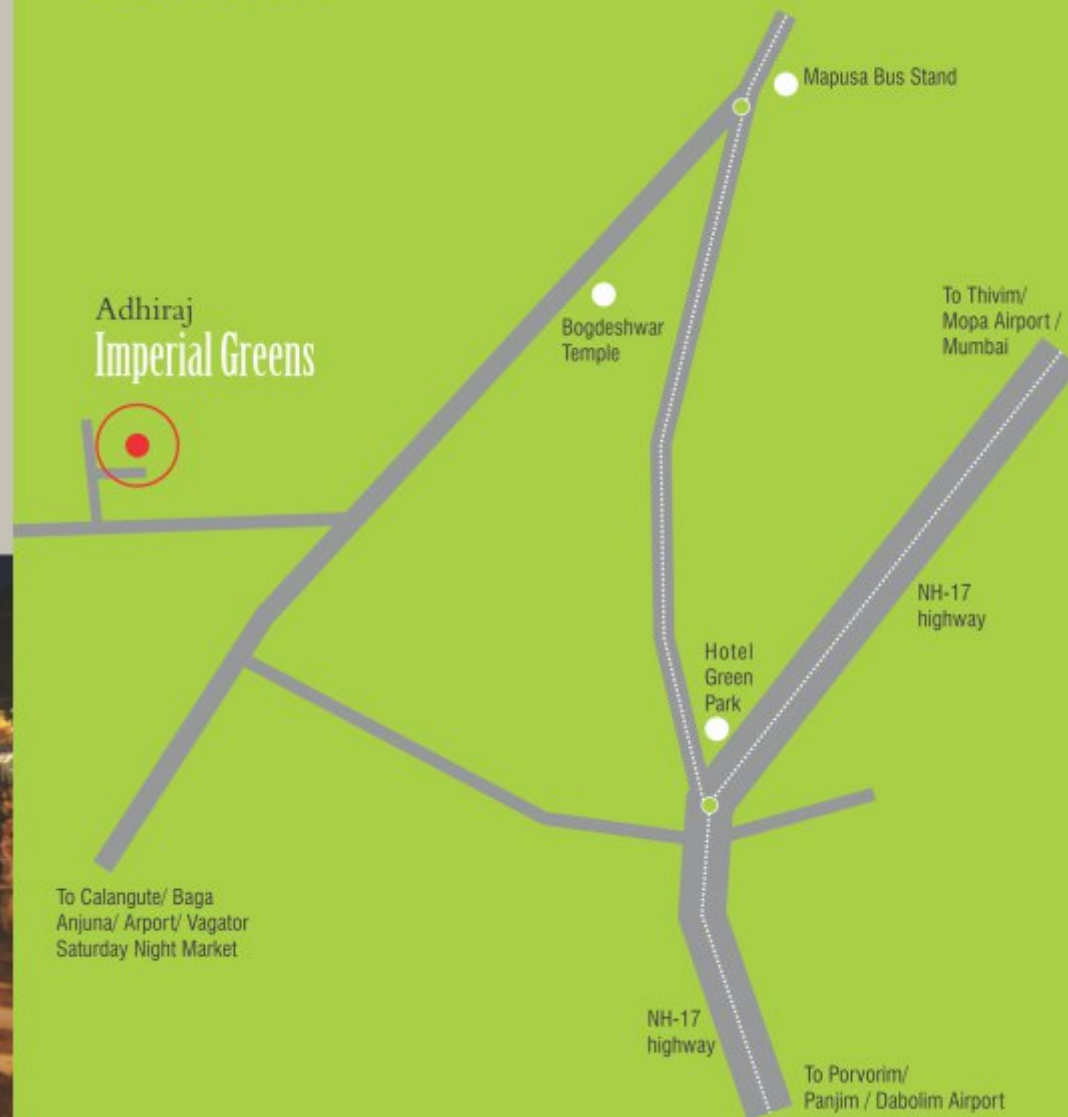 Mapusa Bus Stand
Adhiraj
Imperial Greens
Bogdeshwar
Temple
To Thivim/
Mopa Airport /
Mumbai
NH-17
highway
Hotel
Green
Park
To Calangute/ Baga
Anjuna/ Arport/ Vagator
Saturday Night Market
NH-17
highway
To Porvorim/
Panjim / Dabolim Airport